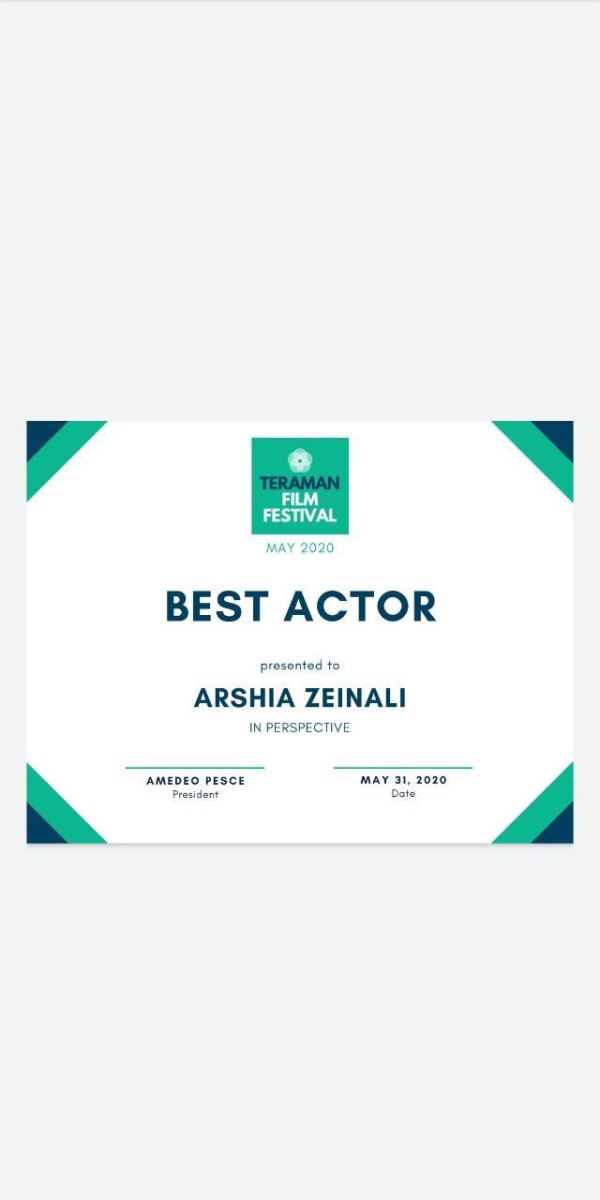 TERAMAN
FILM
FESTIVAL
MAY 2020
BEST ACTOR
presented to
ARSHIA ZEINALI
IN PERSPECTIVE
AMEDEO PESCE
President
MAY 31, 2020
Date